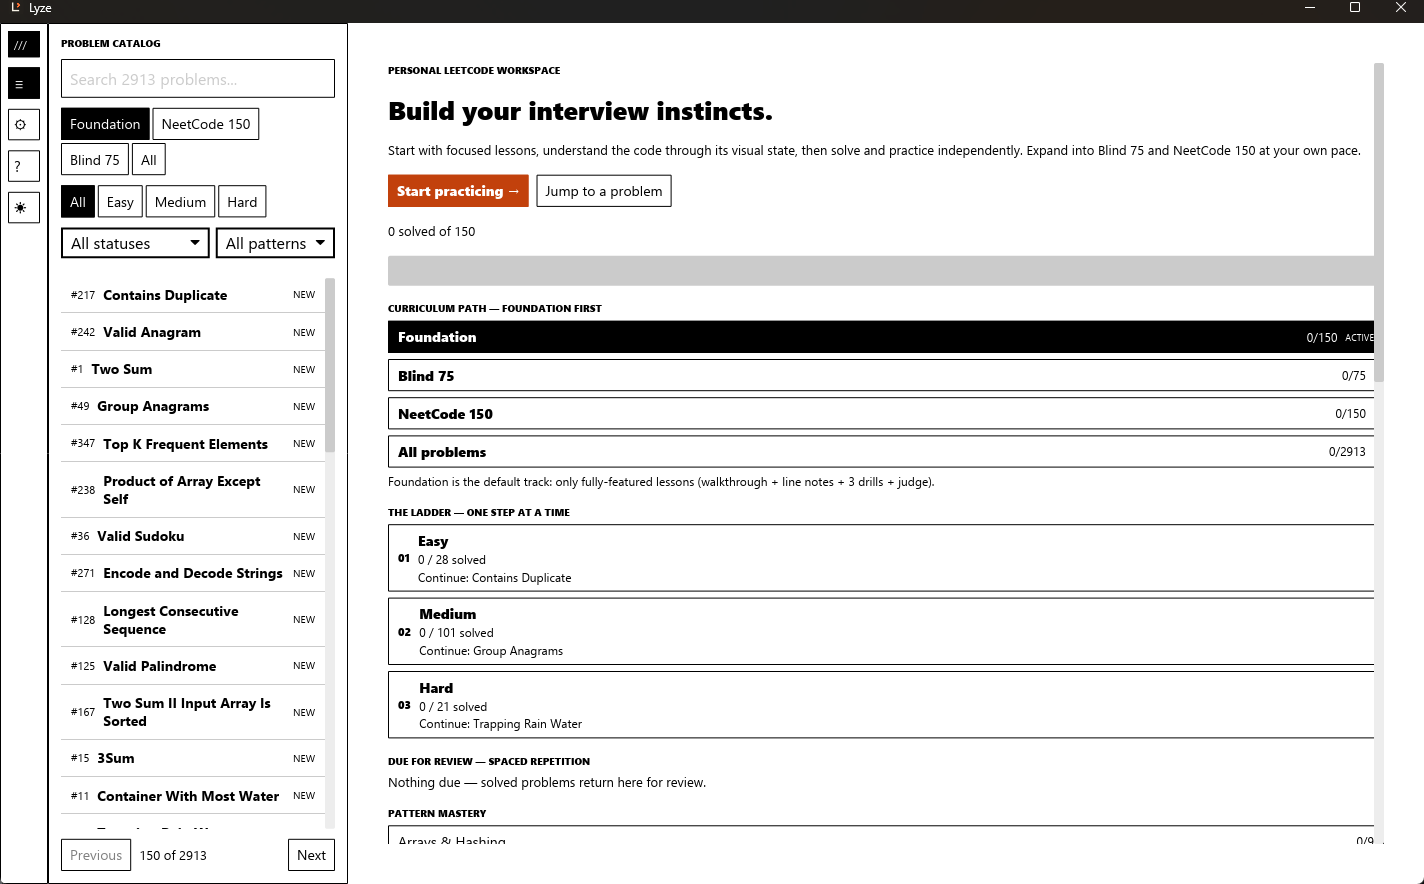 Lyze
///
PROBLEM CATALOG
Search 2913 problems...
Foundation
NeetCode 150
Blind 75
All
All
Easy
Medium
Hard
All statuses
All patterns
#217 Contains Duplicate NEW
#242 Valid Anagram NEW
#1 Two Sum NEW
#49 Group Anagrams NEW
#347 Top K Frequent Elements NEW
#238 Product of Array Except
Self NEW
#36 Valid Sudoku NEW
#271 Encode and Decode Strings NEW
#128 Longest Consecutive
Sequence NEW
#125 Valid Palindrome NEW
#167 Two Sum II Input Array Is
Sorted NEW
#15 3Sum NEW
#11 Container With Most Water NEW
Previous
150 of 2913
Next
?
PERSONAL LEETCODE WORKSPACE
Build your interview instincts.
Start with focused lessons, understand the code through its visual state, then solve and practice independently. Expand into Blind 75 and NeetCode 150 at your own pace.
Start practicing →
Jump to a problem
0 solved of 150
CURRICULUM PATH — FOUNDATION FIRST
Foundation 0/150 ACTIVE
Blind 75 0/75
NeetCode 150 0/150
All problems 0/2913
Foundation is the default track: only fully-featured lessons (walkthrough + line notes + 3 drills + judge).
THE LADDER — ONE STEP AT A TIME
Easy
01 0 / 28 solved
Continue: Contains Duplicate
Medium
02 0 / 101 solved
Continue: Group Anagrams
Hard
03 0 / 21 solved
Continue: Trapping Rain Water
DUE FOR REVIEW — SPACED REPETITION
Nothing due — solved problems return here for review.
PATTERN MASTERY
Arrays & Hashing 0/9